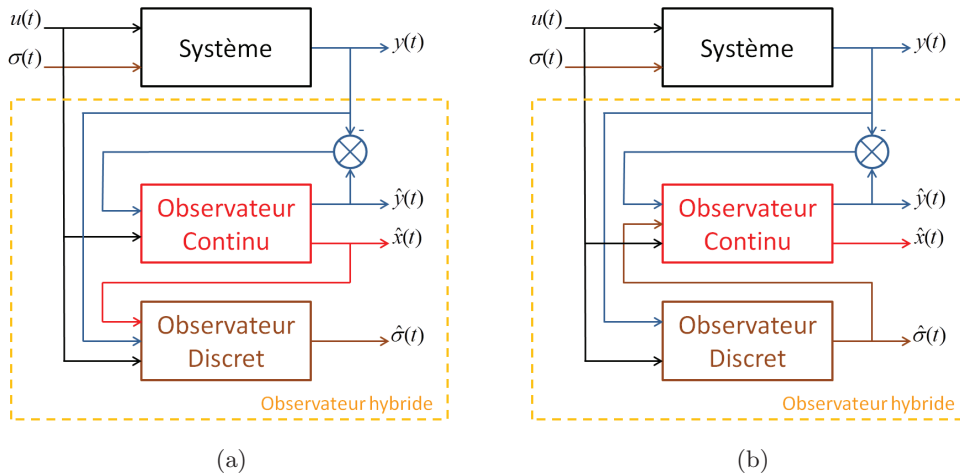 u(t)
σ(t)
Système
y(t)
-
Observateur
Continu
ŷ(t)
x̂(t)
Observateur
Discret
σ̂(t)
Observateur hybride
(a)
u(t)
σ(t)
Système
y(t)
-
Observateur
Continu
ŷ(t)
x̂(t)
Observateur
Discret
σ̂(t)
Observateur hybride
(b)